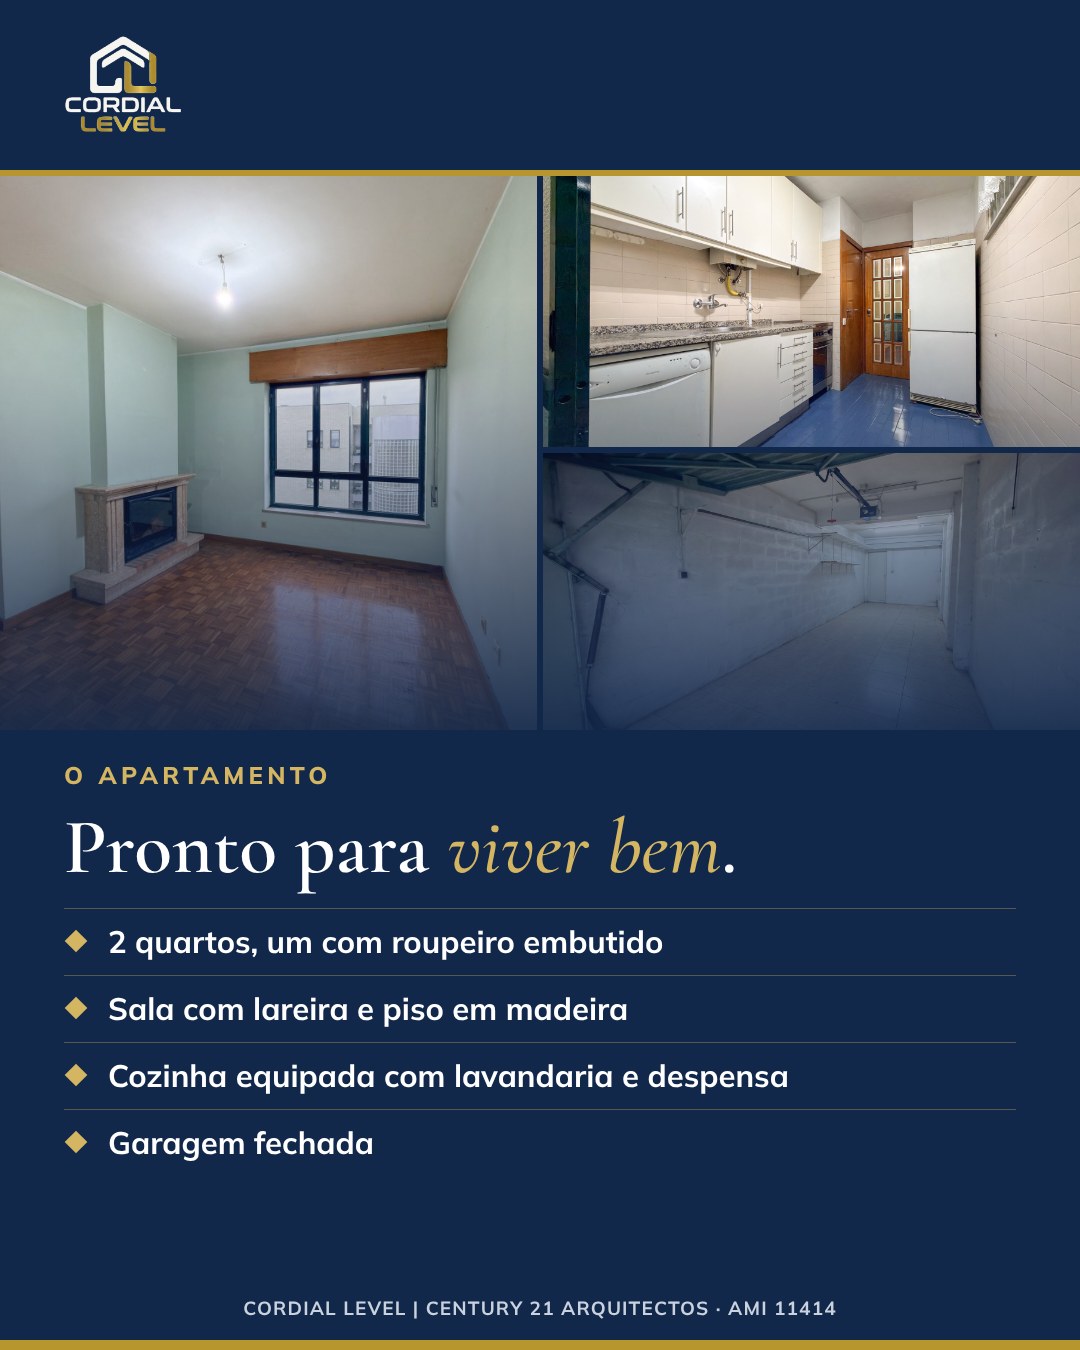 CORDIAL
LEVEL
O APARTAMENTO
Pronto para viver bem.
2 quartos, um com roupeiro embutido
Sala com lareira e piso em madeira
Cozinha equipada com lavandaria e despensa
Garagem fechada
CORDIAL LEVEL | CENTURY 21 ARQUITECTOS · AMI 11414